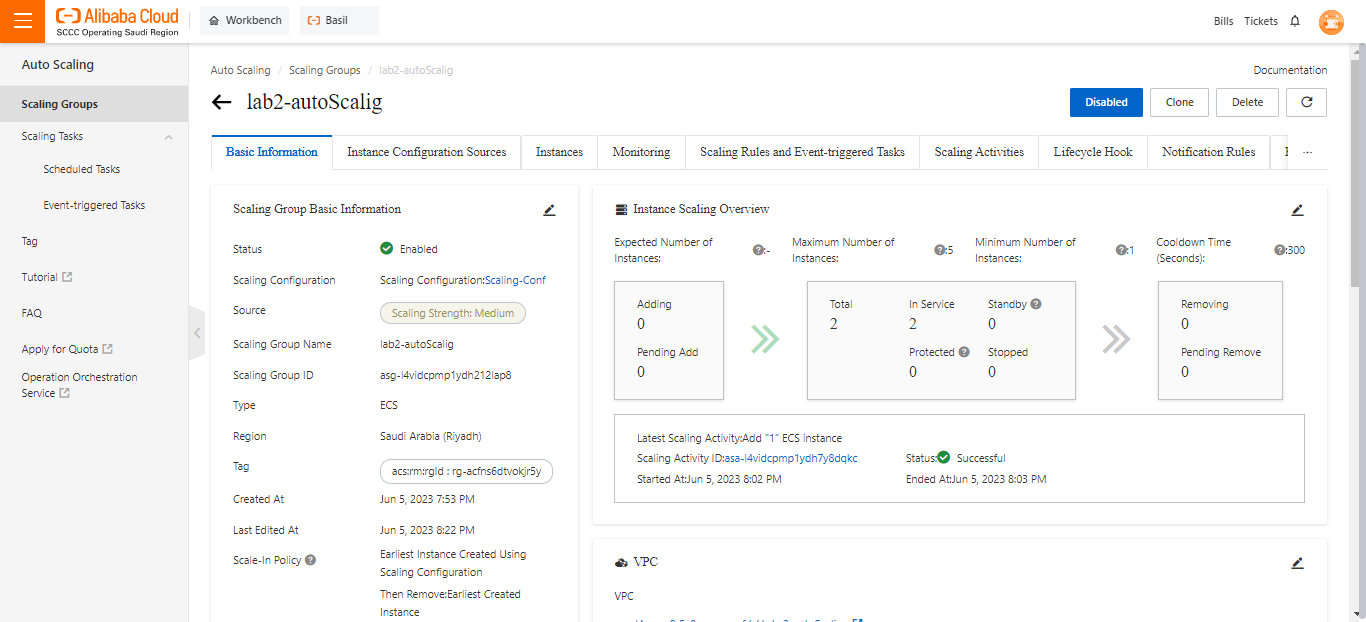 Alibaba Cloud
SCCC Operating Saudi Region
Workbench
Basil
Bills
Tickets
Auto Scaling
Scaling Groups
Scaling Tasks
Scheduled Tasks
Event-triggered Tasks
Tag
Tutorial
FAQ
Apply for Quota
Operation Orchestration
Service
Auto Scaling / Scaling Groups / lab2-autoScalig
Documentation
lab2-autoScalig
Disabled
Clone
Delete
Basic Information
Instance Configuration Sources
Instances
Monitoring
Scaling Rules and Event-triggered Tasks
Scaling Activities
Lifecycle Hook
Notification Rules
...
Scaling Group Basic Information
Status
Enabled
Scaling Configuration
Scaling Configuration:Scaling-Conf
Source
Scaling Strength: Medium
Scaling Group Name
lab2-autoScalig
Scaling Group ID
asg-l4vidcpmp1ydh212lap8
Type
ECS
Region
Saudi Arabia (Riyadh)
Tag
acs:rm:rgId : rg-acfns6dtvokjr5y
Created At
Jun 5, 2023 7:53 PM
Last Edited At
Jun 5, 2023 8:22 PM
Scale-In Policy
Earliest Instance Created Using
Scaling Configuration
Then Remove:Earliest Created
Instance
Instance Scaling Overview
Expected Number of
Instances:
:-
Maximum Number of
Instances:
:5
Minimum Number of
Instances:
:1
Cooldown Time
(Seconds):
:300
Adding
0
Pending Add
0
Total
2
In Service
2
Standby
0
Protected
0
Stopped
0
Removing
0
Pending Remove
0
Latest Scaling Activity:Add "1" ECS instance
Scaling Activity ID:asa-l4vidcpmp1ydh7y8dqkc
Status: Successful
Started At:Jun 5, 2023 8:02 PM
Ended At:Jun 5, 2023 8:03 PM
VPC
VPC